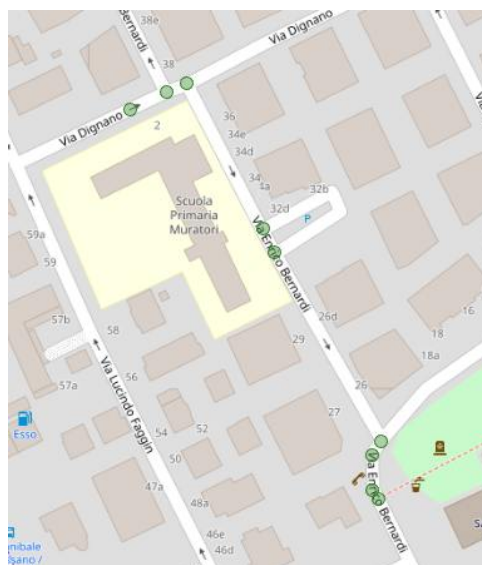 38e
Bernardi
Via Dignano
38
Via Dignano
2
36
34e
34d
34
4a
32b
32d
P
Scuola
Primaria
Muratori
Via Enrico Bernardi
59a
59
57b
58
57a
56
Via Lucindo Faggin
Esso
54
52
50
47a
46e
46d
29
27
26d
26
18
16
18a
Via Enrico Bernardi